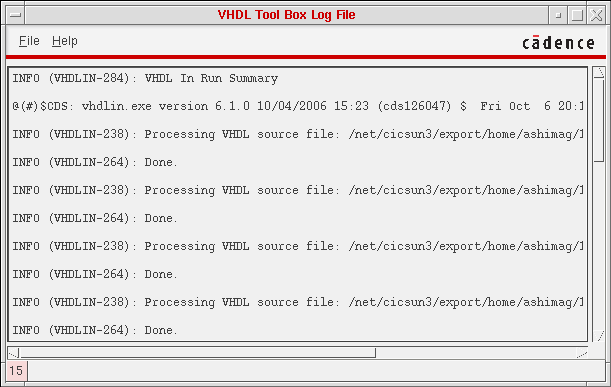 VHDL Tool Box Log File
File Help
cādence
INFO (VHDLIN-284): VHDL In Run Summary
@(#)$CDS: vhdlin.exe version 6.1.0 10/04/2006 15:23 (cds126047) $ Fri Oct 6 20:1
INFO (VHDLIN-238): Processing VHDL source file: /net/cicsun3/export/home/ashimag/
INFO (VHDLIN-264): Done.
INFO (VHDLIN-238): Processing VHDL source file: /net/cicsun3/export/home/ashimag/
INFO (VHDLIN-264): Done.
INFO (VHDLIN-238): Processing VHDL source file: /net/cicsun3/export/home/ashimag/
INFO (VHDLIN-264): Done.
INFO (VHDLIN-238): Processing VHDL source file: /net/cicsun3/export/home/ashimag/
INFO (VHDLIN-264): Done.
15